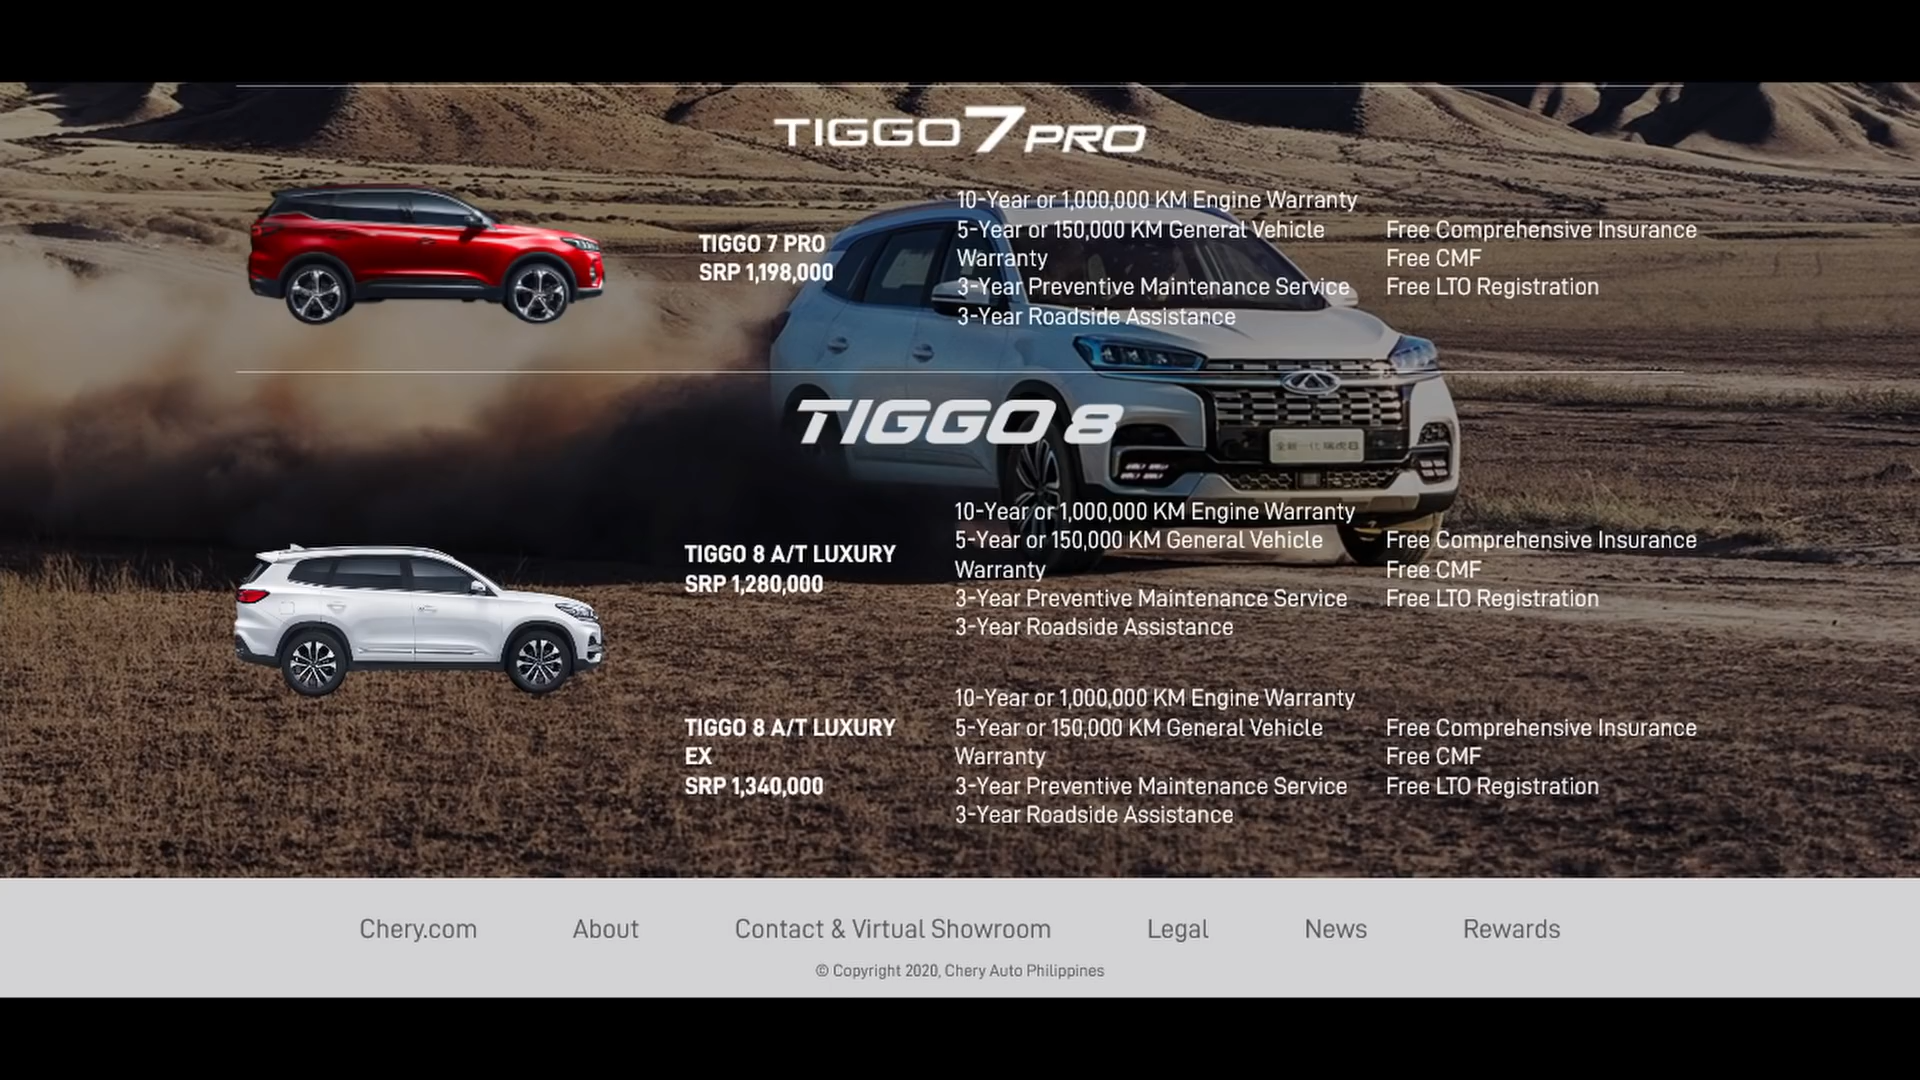 TIGGO 7 PRO
TIGGO 7 PRO
SRP 1,198,000
10-Year or 1,000,000 KM Engine Warranty
5-Year or 150,000 KM General Vehicle
Warranty
3-Year Preventive Maintenance Service
3-Year Roadside Assistance
Free Comprehensive Insurance
Free CMF
Free LTO Registration
TIGGO 8
全新一代 瑞虎8
TIGGO 8 A/T LUXURY
SRP 1,280,000
10-Year or 1,000,000 KM Engine Warranty
5-Year or 150,000 KM General Vehicle
Warranty
3-Year Preventive Maintenance Service
3-Year Roadside Assistance
Free Comprehensive Insurance
Free CMF
Free LTO Registration
TIGGO 8 A/T LUXURY
EX
SRP 1,340,000
10-Year or 1,000,000 KM Engine Warranty
5-Year or 150,000 KM General Vehicle
Warranty
3-Year Preventive Maintenance Service
3-Year Roadside Assistance
Free Comprehensive Insurance
Free CMF
Free LTO Registration
Chery.com About Contact & Virtual Showroom Legal News Rewards
© Copyright 2020, Chery Auto Philippines